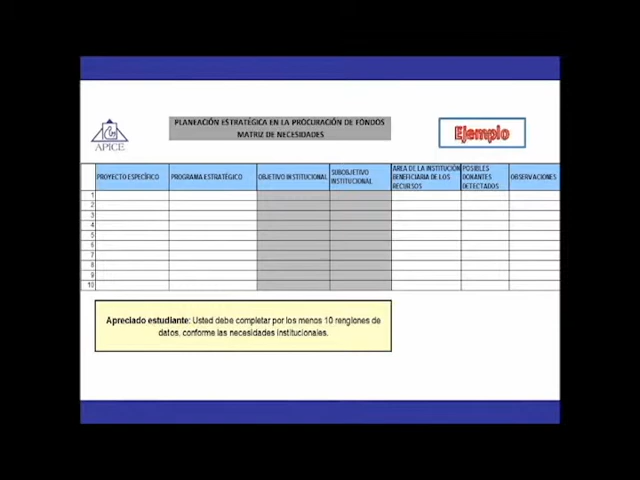 PLANEACIÓN ESTRATÉGICA EN LA PROCURACIÓN DE FONDOS
MATRIZ DE NECESIDADES
Ejemplo
APICE
PROYECTO ESPECÍFICO
PROGRAMA ESTRATÉGICO
OBJETIVO INSTITUCIONAL
SUBOBJETIVO
INSTITUCIONAL
AREA DE LA INSTITUCIÓN
BENEFICIARIA DE LOS
RECURSOS
POSIBLES
DONANTES
DETECTADOS
OBSERVACIONES
1
2
3
4
5
6
7
8
9
10
Apreciado estudiante: Usted debe completar por los menos 10 renglones de
datos, conforme las necesidades institucionales.